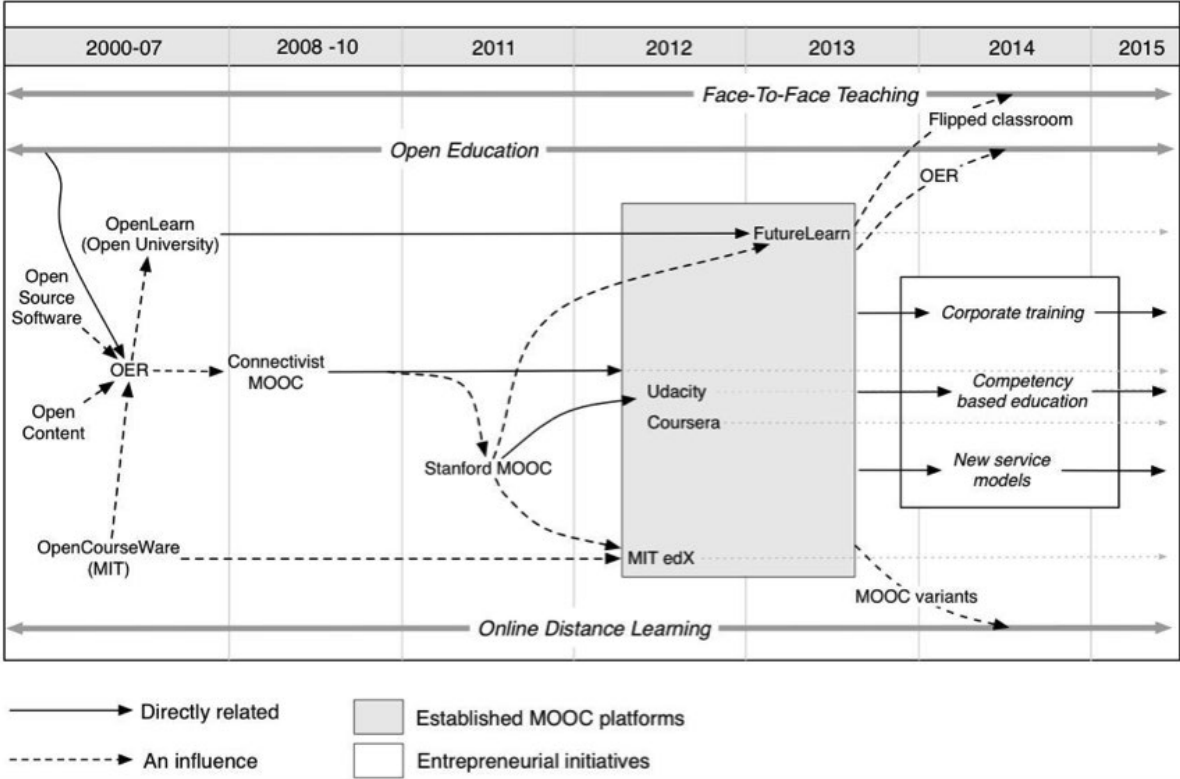 2000-07
2008 -10
2011
2012
2013
2014
2015
Face-To-Face Teaching
Flipped classroom
Open Education
OER
OpenLearn
(Open University)
FutureLearn
Open
Source
Software
Corporate training
OER
Connectivist
MOOC
Udacity
Competency
based education
Open
Content
Coursera
Stanford MOOC
New service
models
OpenCourseWare
(MIT)
MIT edX
MOOC variants
Online Distance Learning
Directly related
Established MOOC platforms
An influence
Entrepreneurial initiatives